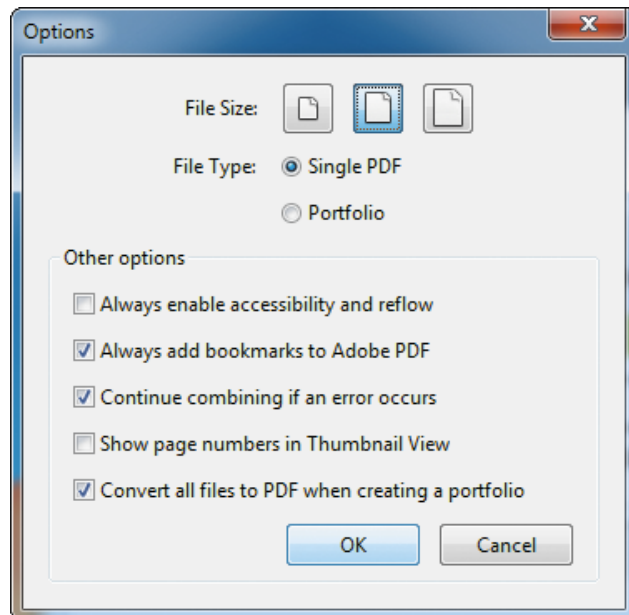 Options
File Size:
File Type: Single PDF
Portfolio
Other options
Always enable accessibility and reflow
Always add bookmarks to Adobe PDF
Continue combining if an error occurs
Show page numbers in Thumbnail View
Convert all files to PDF when creating a portfolio
OK Cancel